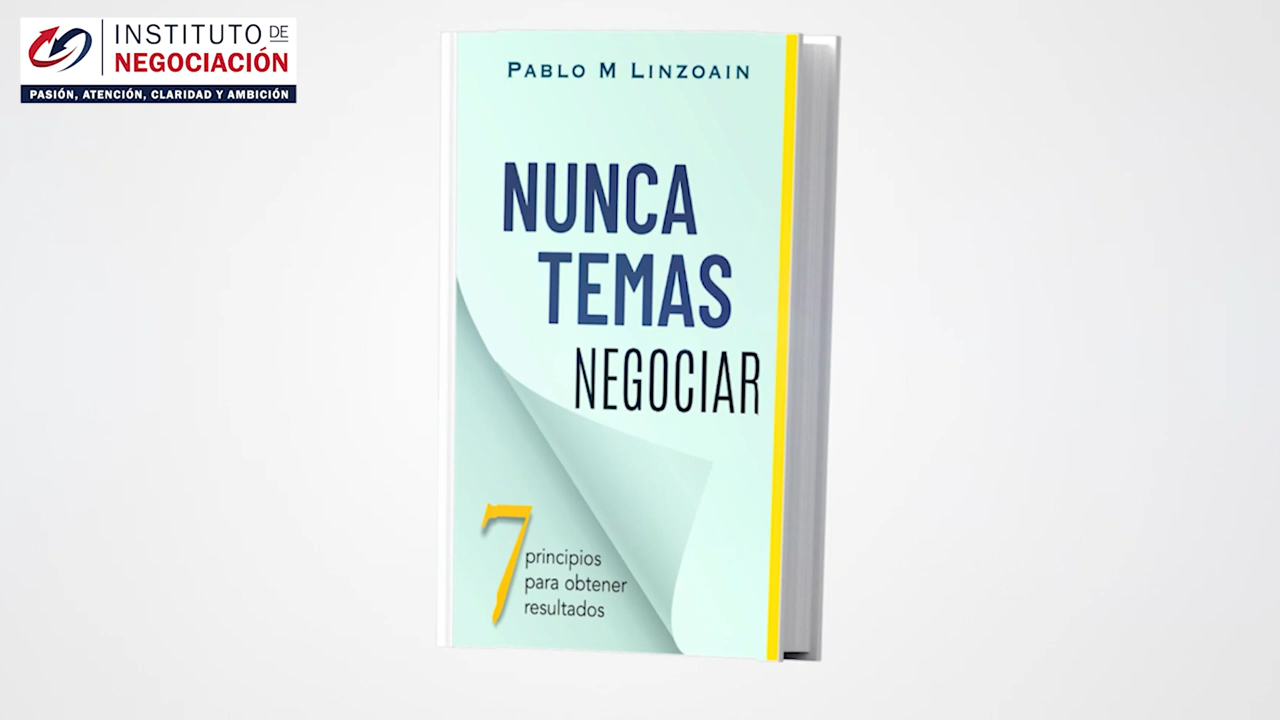 INSTITUTO DE
NEGOCIACIÓN
PASIÓN, ATENCIÓN, CLARIDAD Y AMBICIÓN
PABLO M LINZOAIN
NUNCA
TEMAS
NEGOCIAR
7 principios
para obtener
resultados